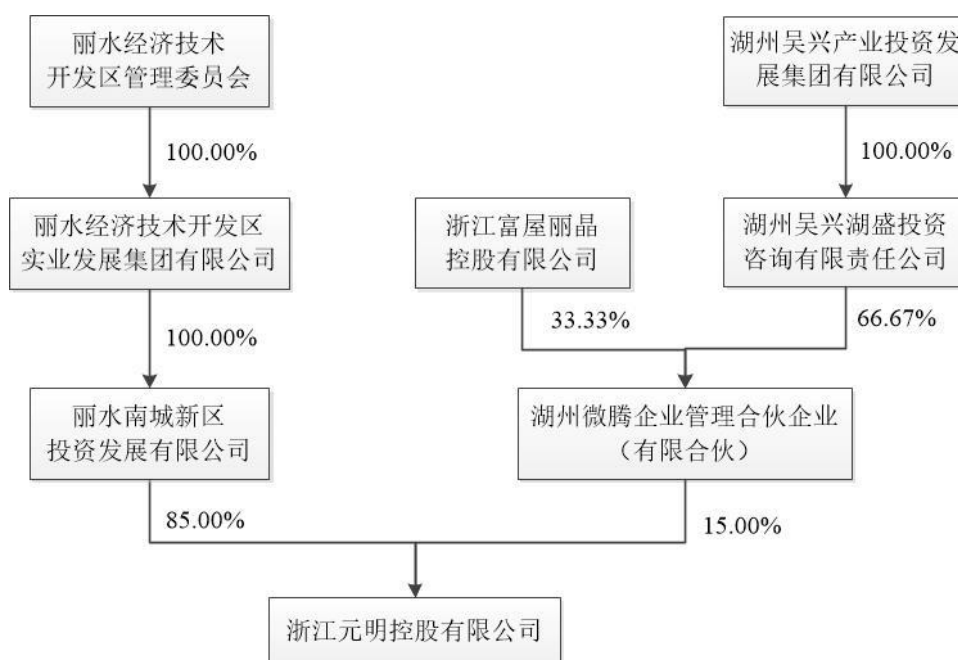 丽水经济技术
开发区管理委员会
湖州吴兴产业投资发
展集团有限公司
100.00%
100.00%
丽水经济技术开发区
实业发展集团有限公司
浙江富屋丽晶
控股有限公司
湖州吴兴湖盛投资
咨询有限责任公司
100.00%
33.33%
66.67%
丽水南城新区
投资发展有限公司
湖州微腾企业管理合伙企业
（有限合伙）
85.00%
15.00%
浙江元明控股有限公司